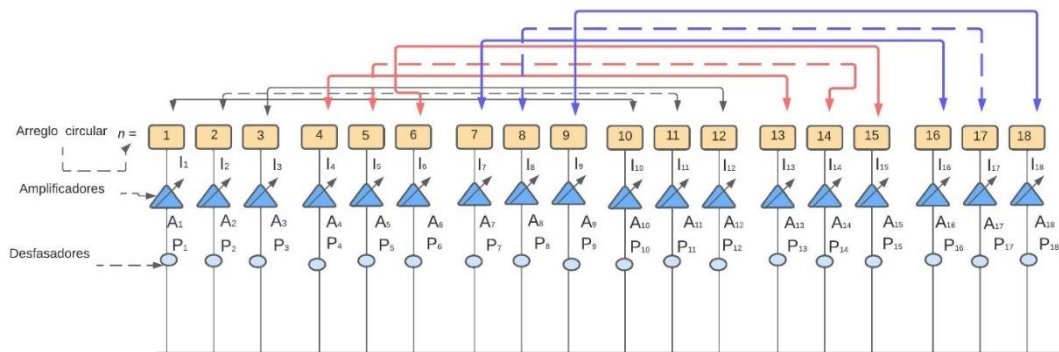 Arreglo circular n = 1 2 3 4 5 6 7 8 9 10 11 12 13 14 15 16 17 18
I1 I2 I3 I4 I5 I6 I7 I8 I9 I10 I11 I12 I13 I14 I15 I16 I17 I18
Amplificadores
A1 A2 A3 A4 A5 A6 A7 A8 A9 A10 A11 A12 A13 A14 A15 A16 A17 A18
P1 P2 P3 P4 P5 P6 P7 P8 P9 P10 P11 P12 P13 P14 P15 P16 P17 P18
Desfasadores